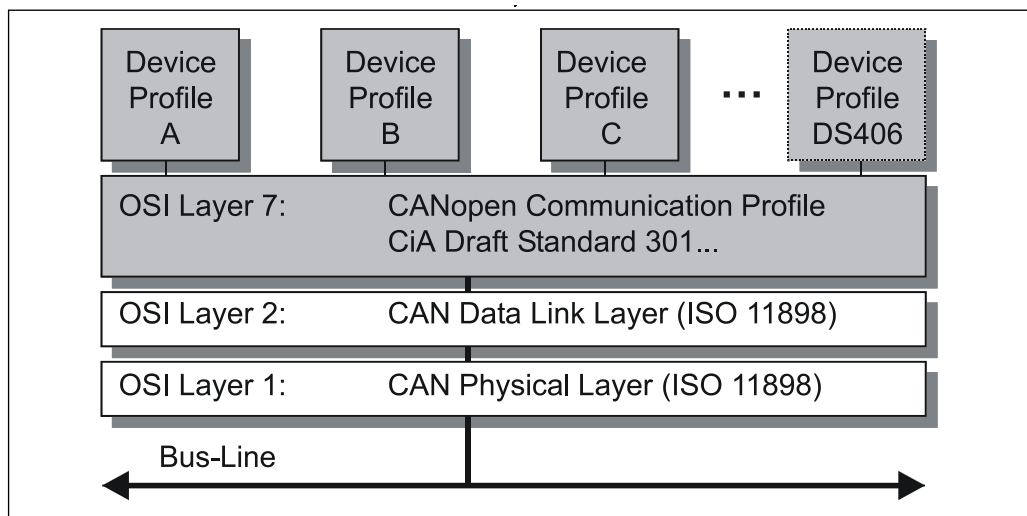 Device
Profile
A
Device
Profile
B
Device
Profile
C
...
Device
Profile
DS406
OSI Layer 7: CANopen Communication Profile
CiA Draft Standard 301...
OSI Layer 2: CAN Data Link Layer (ISO 11898)
OSI Layer 1: CAN Physical Layer (ISO 11898)
Bus-Line